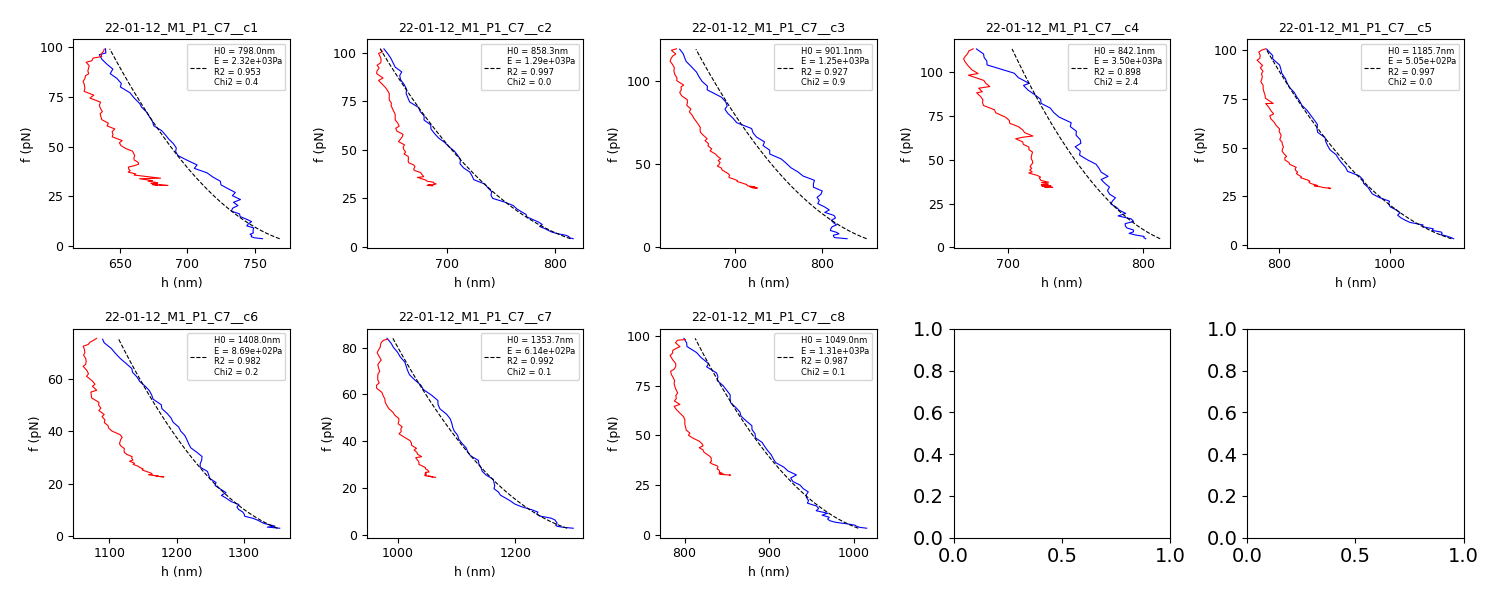 22-01-12_M1_P1_C7__c1
H0 = 798.0nm
E = 2.32e+03Pa
R2 = 0.953
Chi2 = 0.4
f (pN)
100
75
50
25
0
650 700 750
h (nm)
22-01-12_M1_P1_C7__c2
H0 = 858.3nm
E = 1.29e+03Pa
R2 = 0.997
Chi2 = 0.0
f (pN)
100
75
50
25
0
700 800
h (nm)
22-01-12_M1_P1_C7__c3
H0 = 901.1nm
E = 1.25e+03Pa
R2 = 0.927
Chi2 = 0.9
f (pN)
100
50
0
700 800
h (nm)
22-01-12_M1_P1_C7__c4
H0 = 842.1nm
E = 3.50e+03Pa
R2 = 0.898
Chi2 = 2.4
f (pN)
100
75
50
25
0
700 800
h (nm)
22-01-12_M1_P1_C7__c5
H0 = 1185.7nm
E = 5.05e+02Pa
R2 = 0.997
Chi2 = 0.0
f (pN)
100
75
50
25
0
800 1000
h (nm)
22-01-12_M1_P1_C7__c6
H0 = 1408.0nm
E = 8.69e+02Pa
R2 = 0.982
Chi2 = 0.2
f (pN)
60
40
20
0
1100 1200 1300
h (nm)
22-01-12_M1_P1_C7__c7
H0 = 1353.7nm
E = 6.14e+02Pa
R2 = 0.992
Chi2 = 0.1
f (pN)
80
60
40
20
0
1000 1200
h (nm)
22-01-12_M1_P1_C7__c8
H0 = 1049.0nm
E = 1.31e+03Pa
R2 = 0.987
Chi2 = 0.1
f (pN)
100
75
50
25
0
800 900 1000
h (nm)
1.0
0.8
0.6
0.4
0.2
0.0
0.0 0.5 1.0
1.0
0.8
0.6
0.4
0.2
0.0
0.0 0.5 1.0